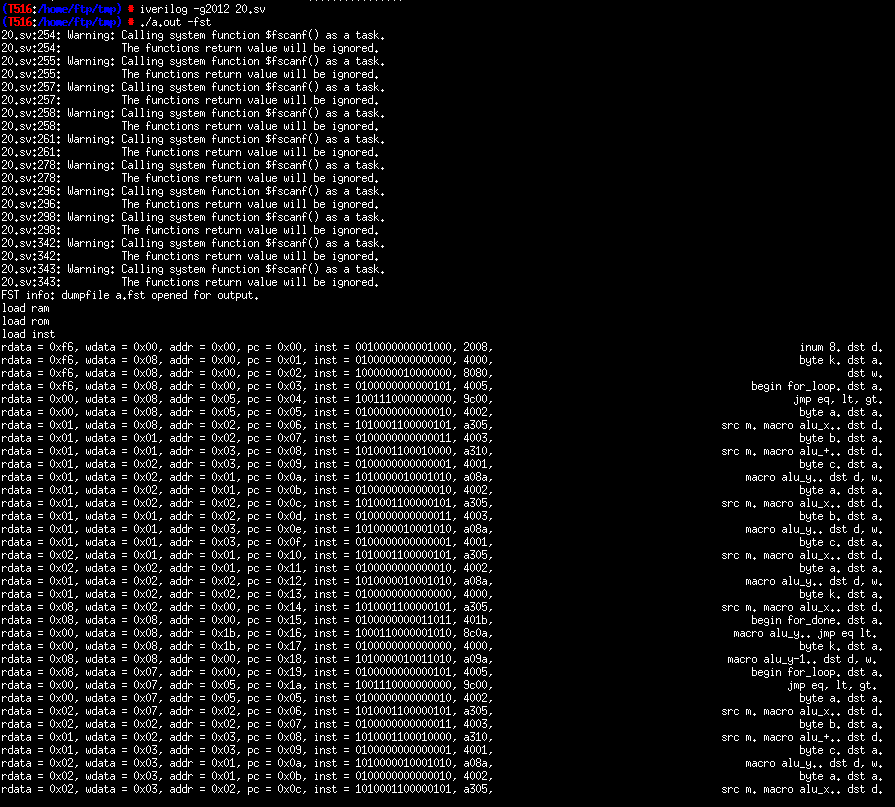 (T516:/home/ftp/tmp) # iverilog -g2012 20.sv
(T516:/home/ftp/tmp) # ./a.out -fst
20.sv:254: Warning: Calling system function $fscanf() as a task.
20.sv:254:          The functions return value will be ignored.
20.sv:255: Warning: Calling system function $fscanf() as a task.
20.sv:255:          The functions return value will be ignored.
20.sv:257: Warning: Calling system function $fscanf() as a task.
20.sv:257:          The functions return value will be ignored.
20.sv:258: Warning: Calling system function $fscanf() as a task.
20.sv:258:          The functions return value will be ignored.
20.sv:261: Warning: Calling system function $fscanf() as a task.
20.sv:261:          The functions return value will be ignored.
20.sv:278: Warning: Calling system function $fscanf() as a task.
20.sv:278:          The functions return value will be ignored.
20.sv:296: Warning: Calling system function $fscanf() as a task.
20.sv:296:          The functions return value will be ignored.
20.sv:298: Warning: Calling system function $fscanf() as a task.
20.sv:298:          The functions return value will be ignored.
20.sv:342: Warning: Calling system function $fscanf() as a task.
20.sv:342:          The functions return value will be ignored.
20.sv:343: Warning: Calling system function $fscanf() as a task.
20.sv:343:          The functions return value will be ignored.
FST info: dumpfile a.fst opened for output.
load ram
load rom
load inst
rdata = 0xf6, wdata = 0x00, addr = 0x00, pc = 0x00, inst = 0010000000001000, 2008, inum 8. dst d.
rdata = 0xf6, wdata = 0x08, addr = 0x00, pc = 0x01, inst = 0100000000000000, 4000, byte k. dst a.
rdata = 0xf6, wdata = 0x08, addr = 0x00, pc = 0x02, inst = 1000000010000000, 8080, dst w.
rdata = 0xf6, wdata = 0x08, addr = 0x00, pc = 0x03, inst = 0100000000000101, 4005, begin for_loop. dst a.
rdata = 0x00, wdata = 0x08, addr = 0x05, pc = 0x04, inst = 1001110000000000, 9c00, jmp eq, lt, gt.
rdata = 0x00, wdata = 0x08, addr = 0x05, pc = 0x05, inst = 0100000000000010, 4002, byte a. dst a.
rdata = 0x01, wdata = 0x08, addr = 0x02, pc = 0x06, inst = 1010001100000101, a305, src m. macro alu_x.. dst d.
rdata = 0x01, wdata = 0x01, addr = 0x02, pc = 0x07, inst = 0100000000000011, 4003, byte b. dst a.
rdata = 0x01, wdata = 0x01, addr = 0x03, pc = 0x08, inst = 1010001100010000, a310, src m. macro alu_+.. dst d.
rdata = 0x01, wdata = 0x02, addr = 0x03, pc = 0x09, inst = 0100000000000001, 4001, byte c. dst a.
rdata = 0x01, wdata = 0x02, addr = 0x01, pc = 0x0a, inst = 1010000010001010, a08a, macro alu_y.. dst d, w.
rdata = 0x01, wdata = 0x02, addr = 0x01, pc = 0x0b, inst = 0100000000000010, 4002, byte a. dst a.
rdata = 0x01, wdata = 0x02, addr = 0x02, pc = 0x0c, inst = 1010001100000101, a305, src m. macro alu_x.. dst d.
rdata = 0x01, wdata = 0x01, addr = 0x02, pc = 0x0d, inst = 0100000000000011, 4003, byte b. dst a.
rdata = 0x01, wdata = 0x01, addr = 0x03, pc = 0x0e, inst = 1010000010001010, a08a, macro alu_y.. dst d, w.
rdata = 0x01, wdata = 0x01, addr = 0x03, pc = 0x0f, inst = 0100000000000001, 4001, byte c. dst a.
rdata = 0x02, wdata = 0x01, addr = 0x01, pc = 0x10, inst = 1010001100000101, a305, src m. macro alu_x.. dst d.
rdata = 0x02, wdata = 0x02, addr = 0x01, pc = 0x11, inst = 0100000000000010, 4002, byte a. dst a.
rdata = 0x01, wdata = 0x02, addr = 0x02, pc = 0x12, inst = 1010000010001010, a08a, macro alu_y.. dst d, w.
rdata = 0x01, wdata = 0x02, addr = 0x02, pc = 0x13, inst = 0100000000000000, 4000, byte k. dst a.
rdata = 0x08, wdata = 0x02, addr = 0x00, pc = 0x14, inst = 1010001100000101, a305, src m. macro alu_x.. dst d.
rdata = 0x08, wdata = 0x08, addr = 0x00, pc = 0x15, inst = 0100000000011011, 401b, begin for_done. dst a.
rdata = 0x00, wdata = 0x08, addr = 0x1b, pc = 0x16, inst = 1000110000001010, 8c0a, macro alu_y.. jmp eq lt.
rdata = 0x00, wdata = 0x08, addr = 0x1b, pc = 0x17, inst = 0100000000000000, 4000, byte k. dst a.
rdata = 0x08, wdata = 0x08, addr = 0x00, pc = 0x18, inst = 1010000010011010, a09a, macro alu_y-1.. dst d, w.
rdata = 0x08, wdata = 0x07, addr = 0x00, pc = 0x19, inst = 0100000000000101, 4005, begin for_loop. dst a.
rdata = 0x00, wdata = 0x07, addr = 0x05, pc = 0x1a, inst = 1001110000000000, 9c00, jmp eq, lt, gt.
rdata = 0x00, wdata = 0x07, addr = 0x05, pc = 0x05, inst = 0100000000000010, 4002, byte a. dst a.
rdata = 0x02, wdata = 0x07, addr = 0x02, pc = 0x06, inst = 1010001100000101, a305, src m. macro alu_x.. dst d.
rdata = 0x02, wdata = 0x02, addr = 0x02, pc = 0x07, inst = 0100000000000011, 4003, byte b. dst a.
rdata = 0x01, wdata = 0x02, addr = 0x03, pc = 0x08, inst = 1010001100010000, a310, src m. macro alu_+.. dst d.
rdata = 0x01, wdata = 0x03, addr = 0x03, pc = 0x09, inst = 0100000000000001, 4001, byte c. dst a.
rdata = 0x02, wdata = 0x03, addr = 0x01, pc = 0x0a, inst = 1010000010001010, a08a, macro alu_y.. dst d, w.
rdata = 0x02, wdata = 0x03, addr = 0x01, pc = 0x0b, inst = 0100000000000010, 4002, byte a. dst a.
rdata = 0x02, wdata = 0x03, addr = 0x02, pc = 0x0c, inst = 1010001100000101, a305, src m. macro alu_x.. dst d.